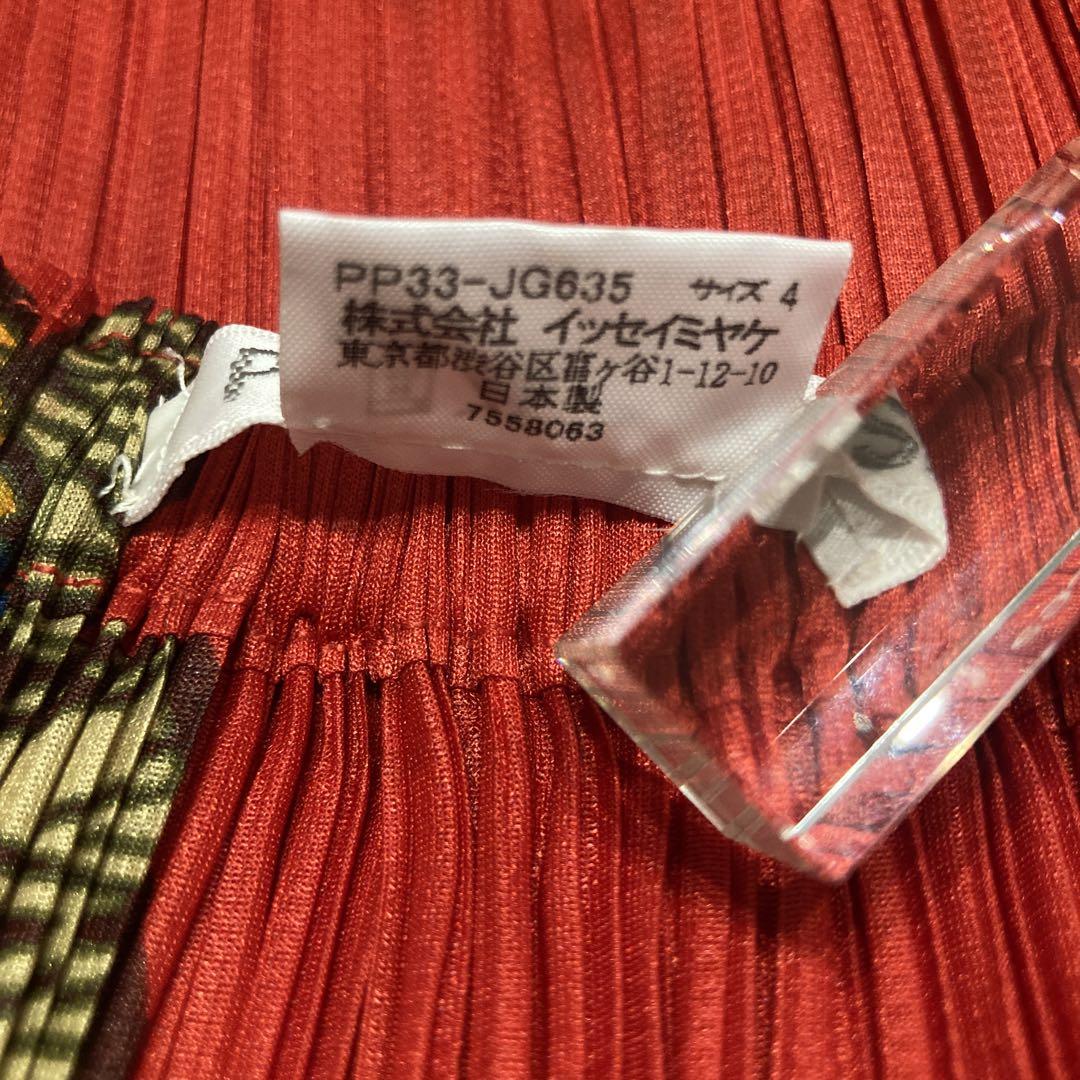 PP33-JG635 サイズ 4
株式会社 イッセイミヤケ
東京都渋谷区富ヶ谷1-12-10
日本製
7558063